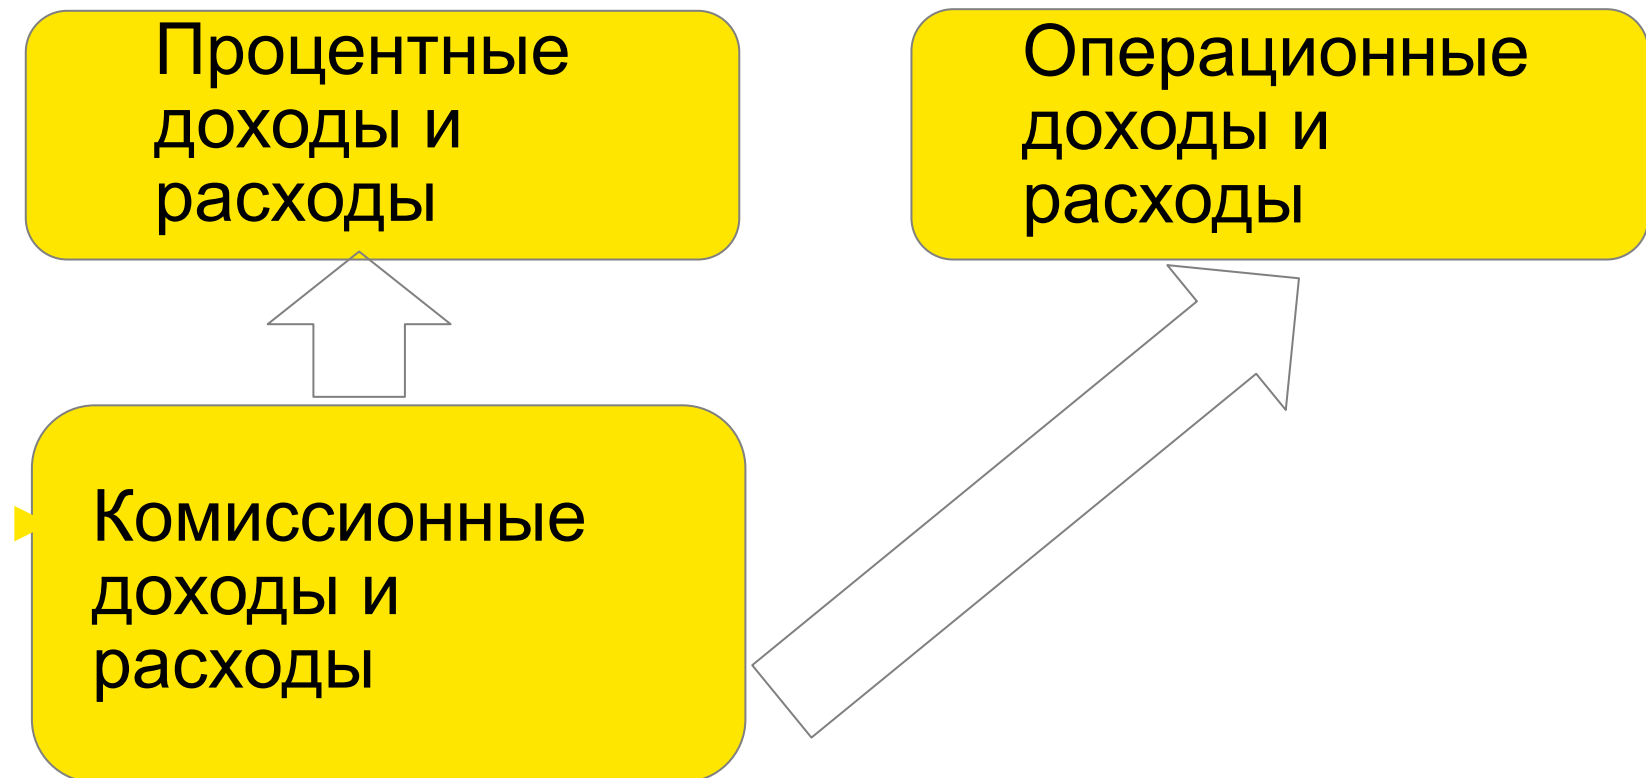 Процентные
доходы и
расходы
Операционные
доходы и
расходы
Комиссионные
доходы и
расходы